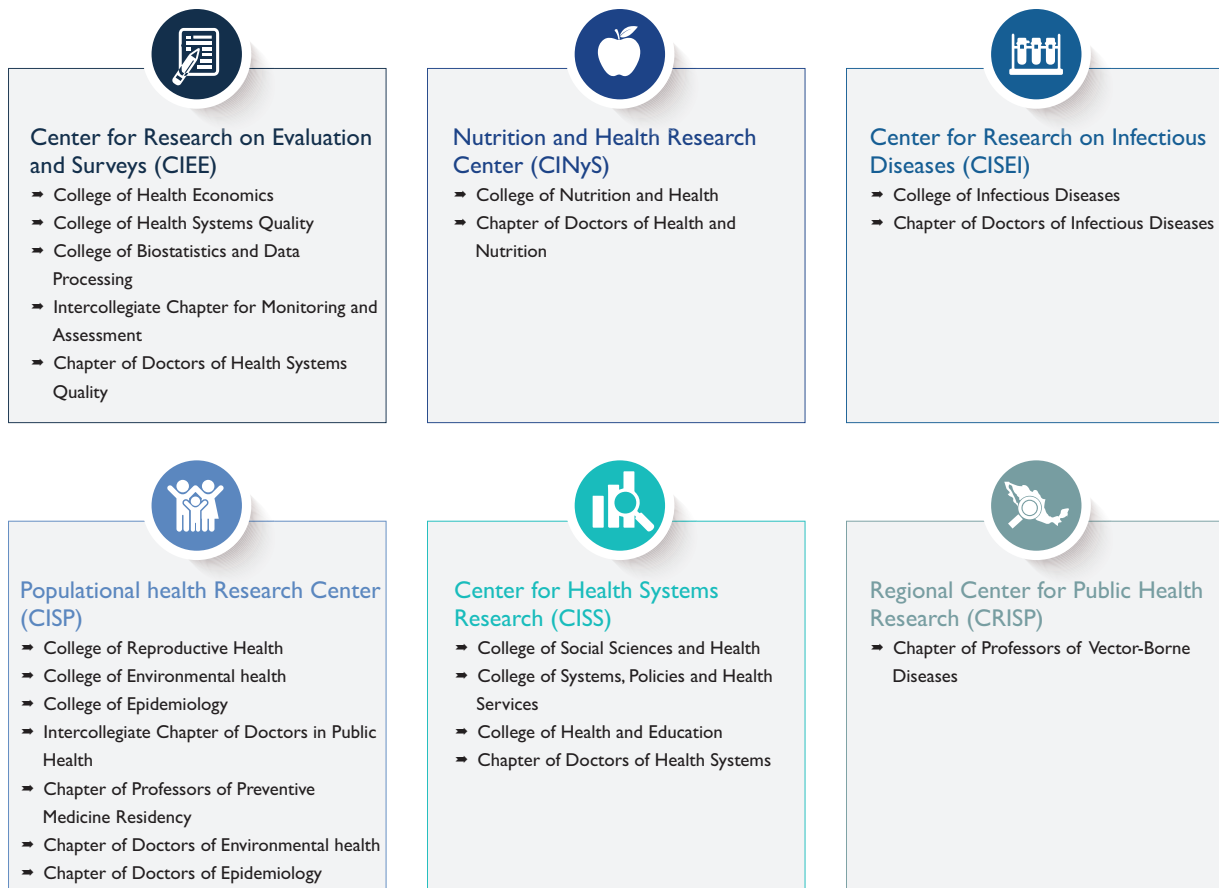 Center for Research on Evaluation
and Surveys (CIEE)
➡ College of Health Economics
➡ College of Health Systems Quality
➡ College of Biostatistics and Data
Processing
➡ Intercollegiate Chapter for Monitoring and
Assessment
➡ Chapter of Doctors of Health Systems
Quality
Nutrition and Health Research
Center (CINyS)
➡ College of Nutrition and Health
➡ Chapter of Doctors of Health and
Nutrition
Center for Research on Infectious
Diseases (CISEI)
➡ College of Infectious Diseases
➡ Chapter of Doctors of Infectious Diseases
Populational health Research Center
(CISP)
➡ College of Reproductive Health
➡ College of Environmental health
➡ College of Epidemiology
➡ Intercollegiate Chapter of Doctors in Public
Health
➡ Chapter of Professors of Preventive
Medicine Residency
➡ Chapter of Doctors of Environmental health
➡ Chapter of Doctors of Epidemiology
Center for Health Systems
Research (CISS)
➡ College of Social Sciences and Health
➡ College of Systems, Policies and Health
Services
➡ College of Health and Education
➡ Chapter of Doctors of Health Systems
Regional Center for Public Health
Research (CRISP)
➡ Chapter of Professors of Vector-Borne
Diseases